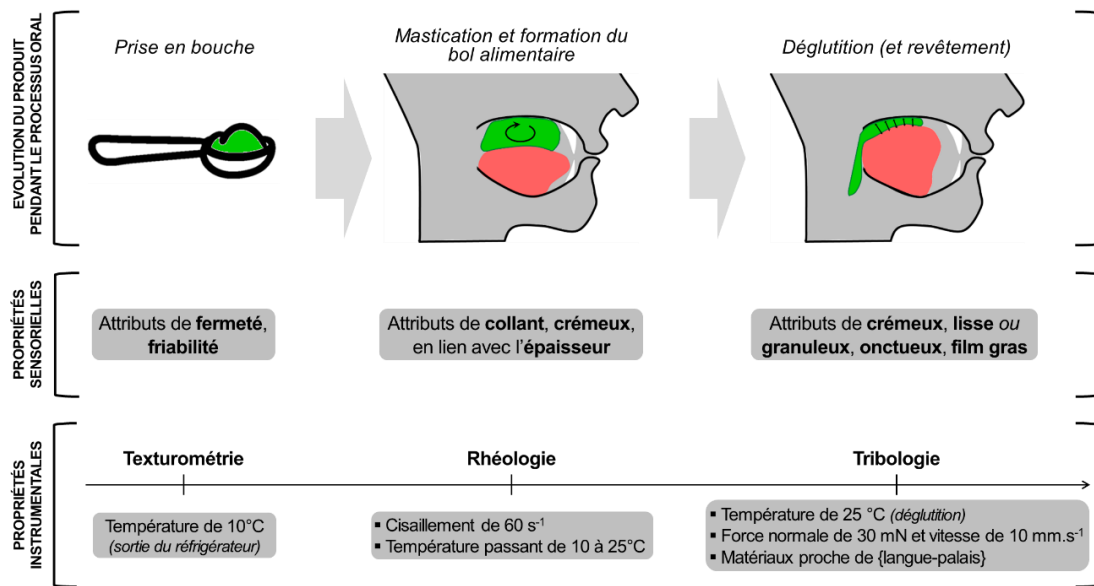 EVOLUTION DU PRODUIT
PENDANT LE PROCESSUS ORAL
Prise en bouche
Mastication et formation du
bol alimentaire
Déglutition (et revêtement)
PROPRIÉTÉS
SENSORIELLES
Attributs de fermeté,
friabilité
Attributs de collant, crémeux,
en lien avec l'épaisseur
Attributs de crémeux, lisse ou
granuleux, onctueux, film gras
PROPRIÉTÉS
INSTRUMENTALES
Texturométrie
Rhéologie
Tribologie
Température de 10°C
(sortie du réfrigérateur)
▪ Cisaillement de 60 s⁻¹
▪ Température passant de 10 à 25°C
▪ Température de 25 °C (déglutition)
▪ Force normale de 30 mN et vitesse de 10 mm.s⁻¹
▪ Matériaux proche de {langue-palais}